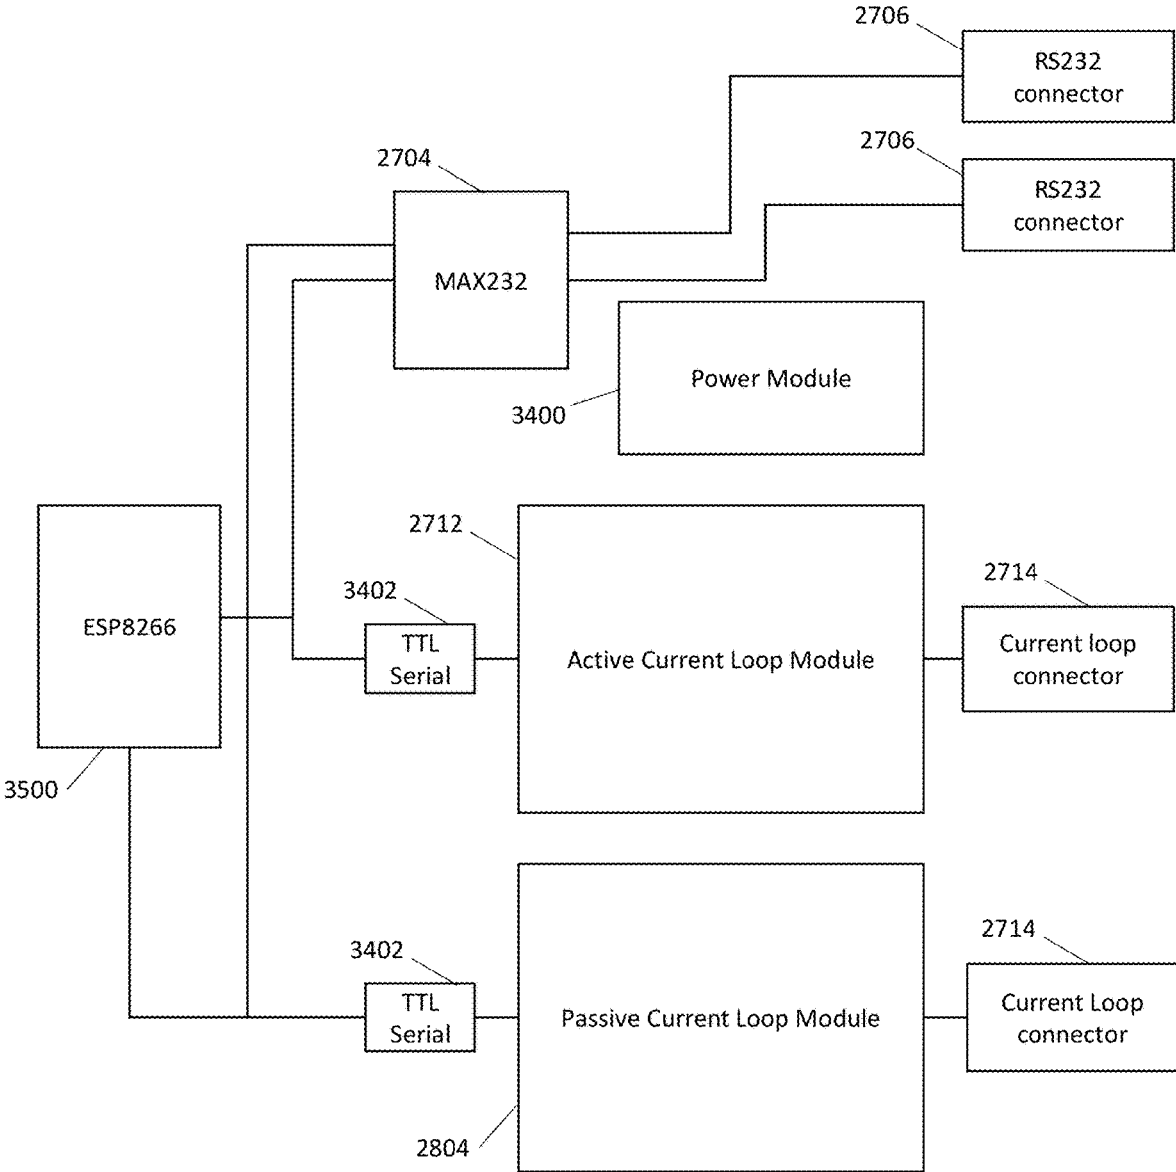 2706
RS232
connector
2706
RS232
connector
2704
MAX232
Power Module
3400
2712
Active Current Loop Module
2714
Current loop
connector
3402
TTL
Serial
ESP8266
3500
3402
TTL
Serial
Passive Current Loop Module
2714
Current Loop
connector
2804